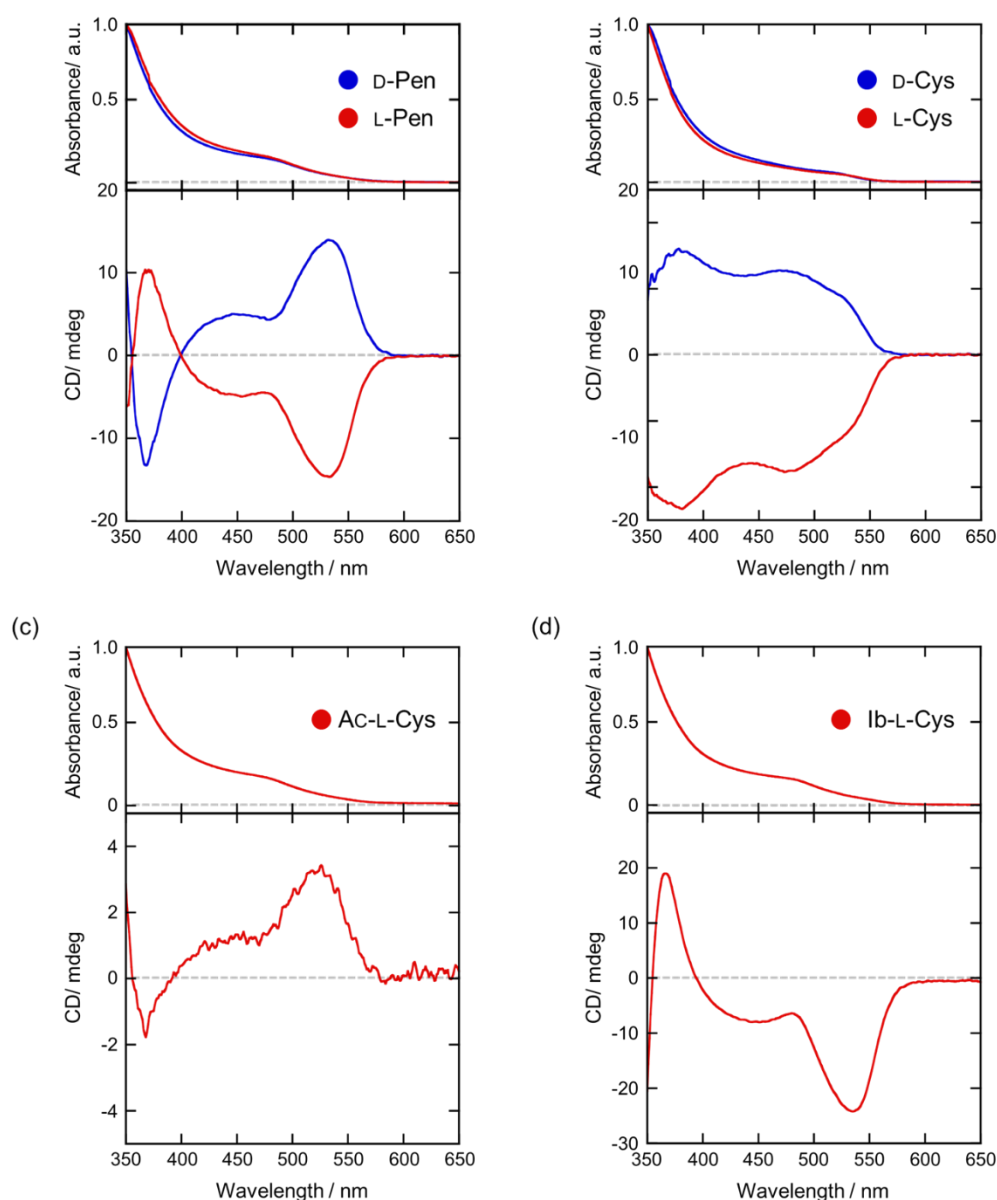 1.0
0.5
Absorbance/ a.u.
D-Pen
L-Pen
20
10
0
-10
-20
CD/ mdeg
350 400 450 500 550 600 650
Wavelength / nm
1.0
0.5
Absorbance/ a.u.
D-Cys
L-Cys
20
10
0
-10
-20
CD/ mdeg
350 400 450 500 550 600 650
Wavelength / nm
(c)
1.0
0.5
0
Absorbance/ a.u.
Ac-L-Cys
4
2
0
-2
-4
CD/ mdeg
350 400 450 500 550 600 650
Wavelength / nm
(d)
1.0
0.5
0
Absorbance/ a.u.
Ib-L-Cys
20
10
0
-10
-20
-30
CD/ mdeg
350 400 450 500 550 600 650
Wavelength / nm